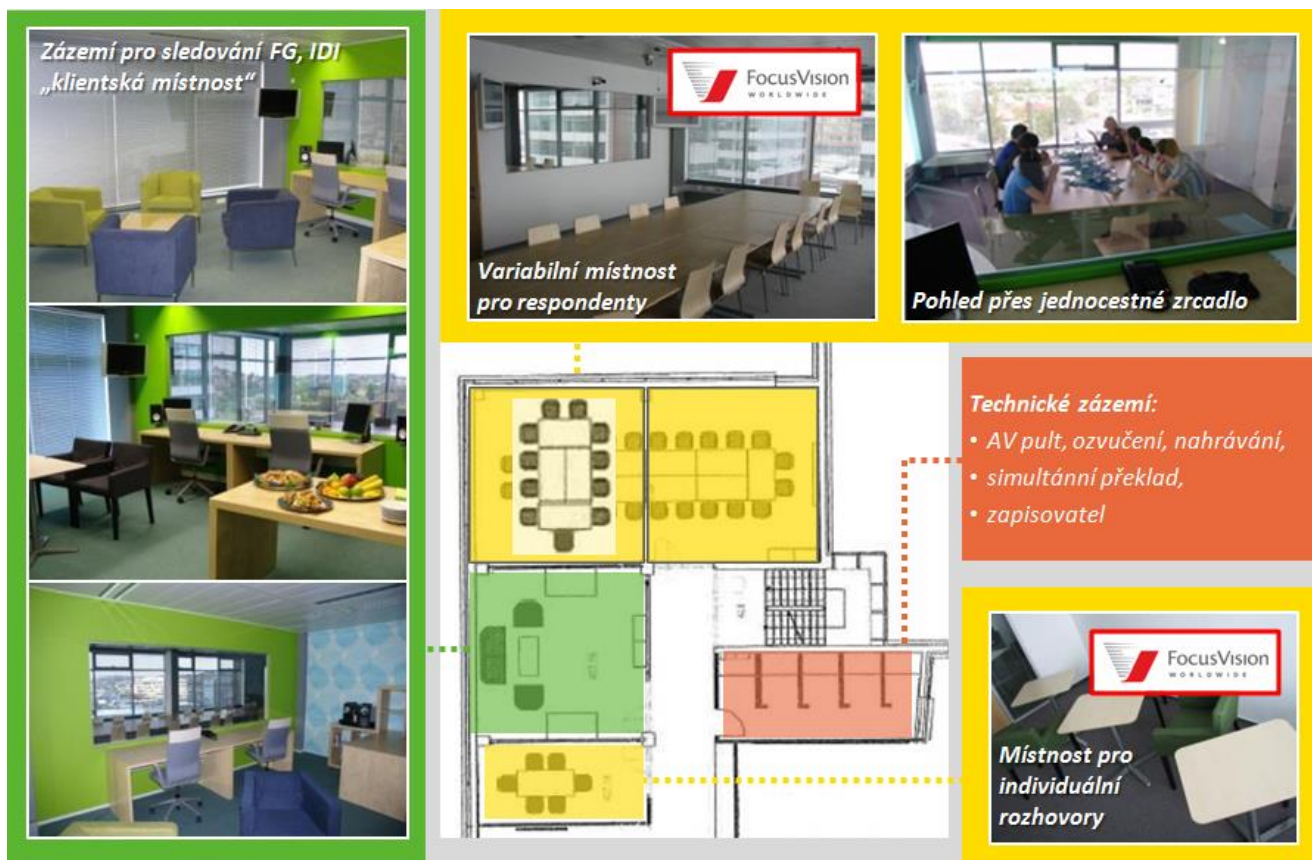 Zázemí pro sledování FG, IDI
„klientská místnost“
FocusVision
WORLDWIDE
Variabilní místnost
pro respondenty
Pohled přes jednocestné zrcadlo
Technické zázemí:
• AV pult, ozvučení, nahrávání,
• simultánní překlad,
• zapisovatel
FocusVision
WORLDWIDE
Místnost pro
individuální
rozhovory